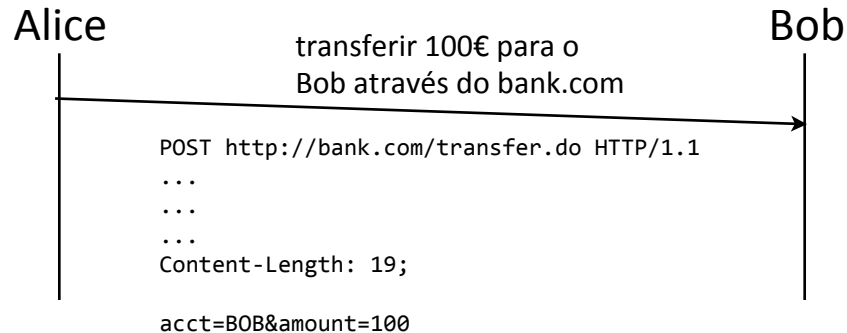 Alice
Bob
transferir 100€ para o
Bob através do bank.com
POST http://bank.com/transfer.do HTTP/1.1
...
...
...
Content-Length: 19;
acct=BOB&amount=100